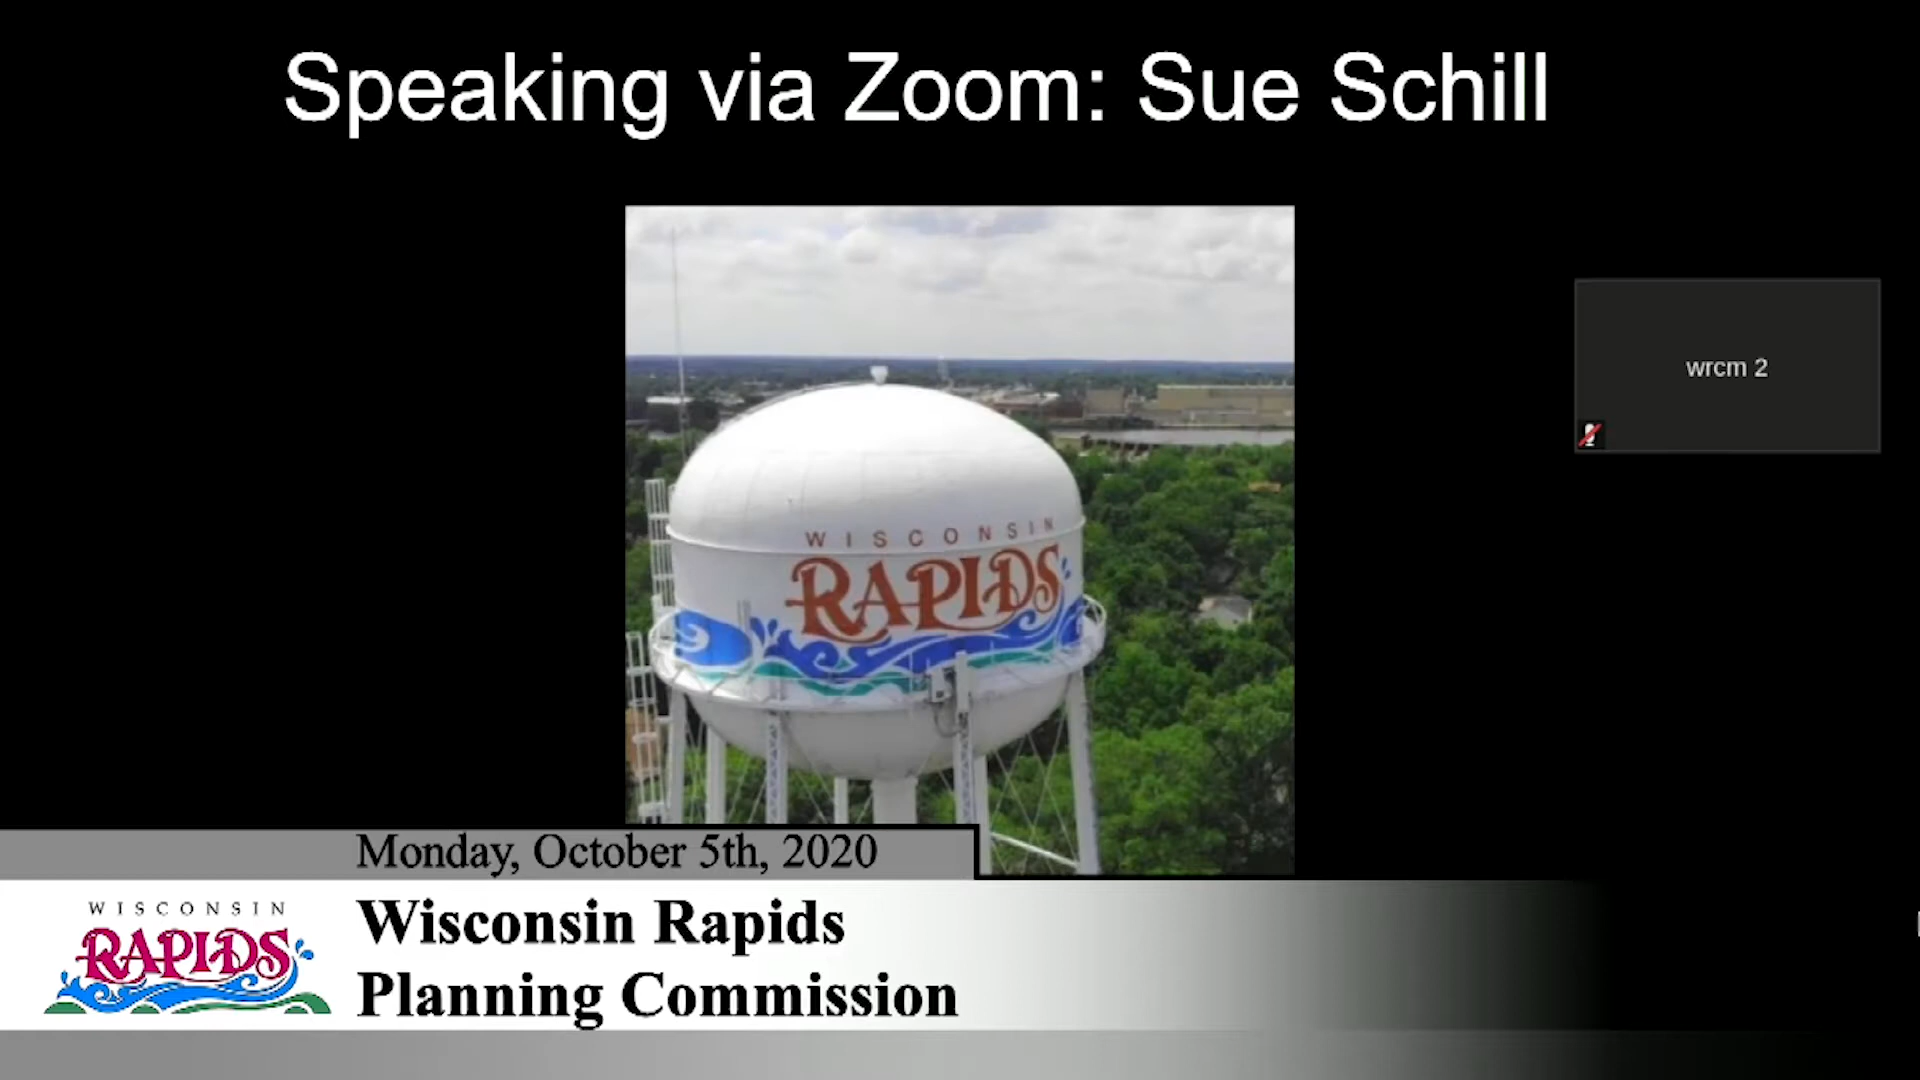 Speaking via Zoom: Sue Schill
wrcm 2
WISCONSIN
RAPIDS
Monday, October 5th, 2020
WISCONSIN
RAPIDS
Wisconsin Rapids
Planning Commission